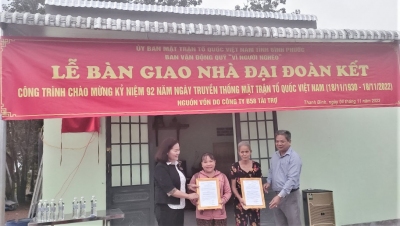 ỦY BAN MẶT TRẬN TỔ QUỐC VIỆT NAM TỈNH BÌNH PHƯỚC
BAN VẬN ĐỘNG QUỸ "VÌ NGƯỜI NGHÈO"
LỄ BÀN GIAO NHÀ ĐẠI ĐOÀN KẾT
CÔNG TRÌNH CHÀO MỪNG KỶ NIỆM 92 NĂM NGÀY TRUYỀN THỐNG MẶT TRẬN TỔ QUỐC VIỆT NAM (18/11/1930 - 18/11/2022)
NGUỒN VỐN DO CÔNG TY BOO TÀI TRỢ